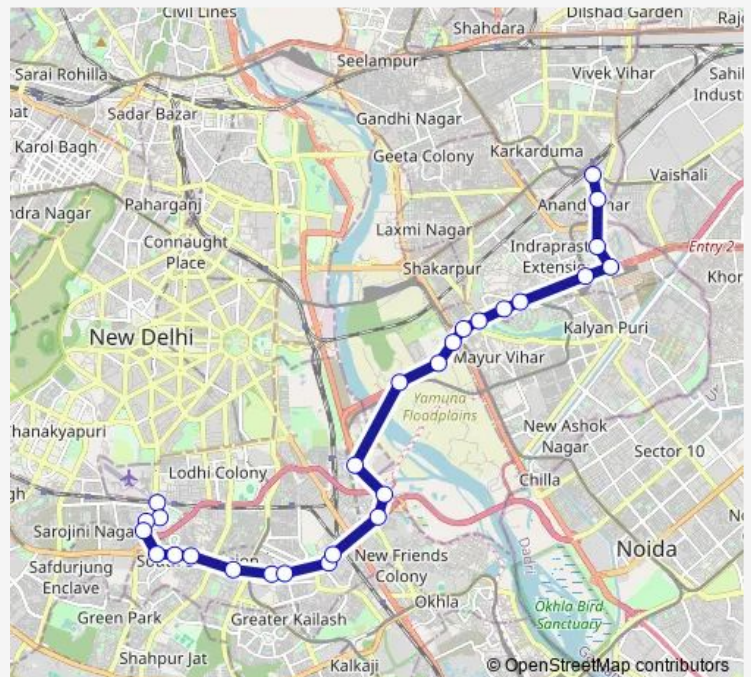 Civil Lines
Dilshad Garden
Raj
Shahdara
Seelampur
Sarai Rohilla
Vivek Vihar
Sahil
Indust
Sadar Bazar
Gandhi Nagar
Karol Bagh
Geeta Colony
Karkarduma
Vaishali
ndra Nagar
Paharganj
Anand
Laxmi Nagar
Connaught
Place
Indraprast
Extensi
Entry 2
Shakarpur
Khor
New Delhi
Kalyan Puri
Mayur Vihar
Yamuna
Floodplains
hanakyapuri
New Ashok
Nagar
Sector 10
Lodhi Colony
Chilla
gh
Sarojini Naga
Noida
Dadri
New Friends
Colony
Safdurjung
Enclave
Okhla
Okhla Bird
Sanctuary
Green Park
Greater Kailash
Shahpur Jat
Kalkaji
© OpenStreetMap contributors